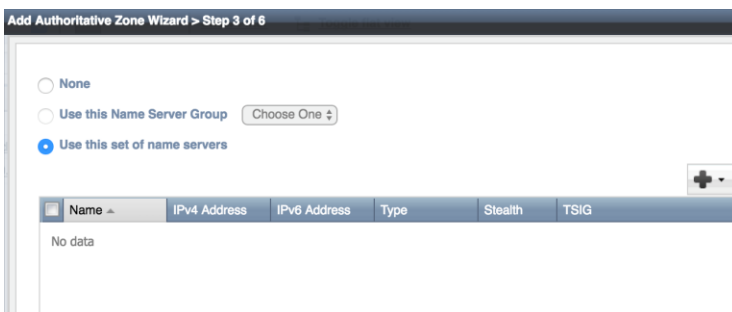 Add Authoritative Zone Wizard > Step 3 of 6
None
Use this Name Server Group Choose One
Use this set of name servers
Name IPv4 Address IPv6 Address Type Stealth TSIG
No data